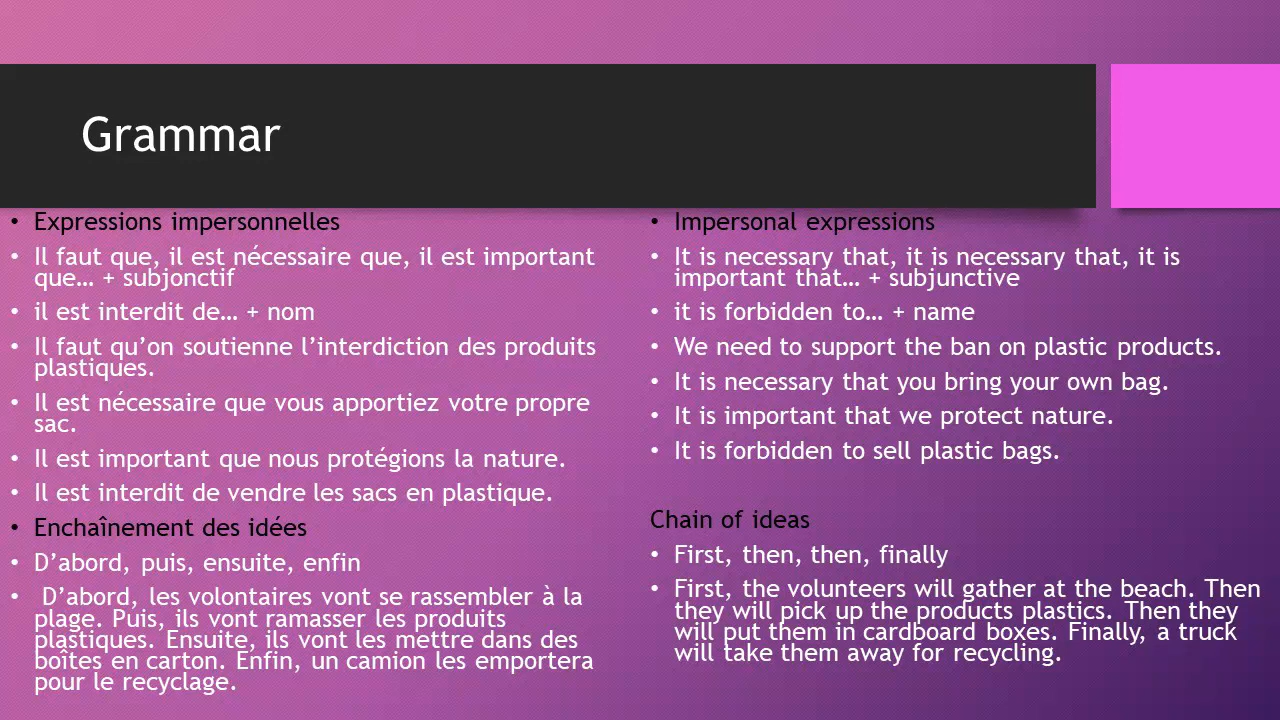 Grammar
• Expressions impersonnelles
• Il faut que, il est nécessaire que, il est important
que… + subjonctif
• il est interdit de… + nom
• Il faut qu’on soutienne l’interdiction des produits
plastiques.
• Il est nécessaire que vous apportiez votre propre
sac.
• Il est important que nous protégions la nature.
• Il est interdit de vendre les sacs en plastique.
• Enchaînement des idées
• D’abord, puis, ensuite, enfin
• D’abord, les volontaires vont se rassembler à la
plage. Puis, ils vont ramasser les produits
plastiques. Ensuite, ils vont les mettre dans des
boîtes en carton. Enfin, un camion les emportera
pour le recyclage.
• Impersonal expressions
• It is necessary that, it is necessary that, it is
important that… + subjunctive
• it is forbidden to… + name
• We need to support the ban on plastic products.
• It is necessary that you bring your own bag.
• It is important that we protect nature.
• It is forbidden to sell plastic bags.
Chain of ideas
• First, then, then, finally
• First, the volunteers will gather at the beach. Then
they will pick up the products plastics. Then they
will put them in cardboard boxes. Finally, a truck
will take them away for recycling.